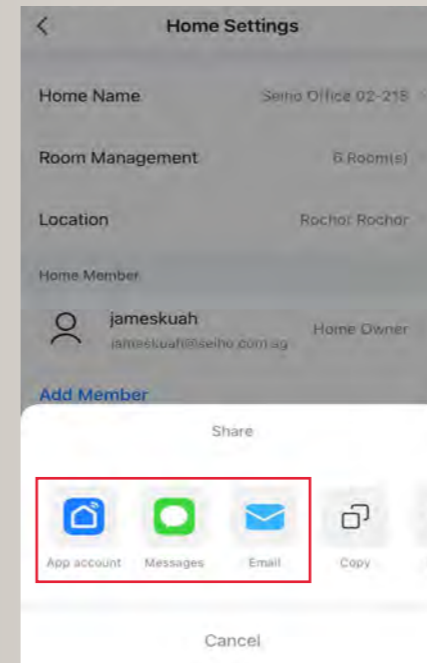 Home Settings
Home Name Seiho Office 02-218
Room Management 6 Room(s)
Location Rochor Rochor
Home Member
jameskuah Home Owner
jameskuah@seiho.com.sg
Add Member
Share
App account Messages Email Copy
Cancel